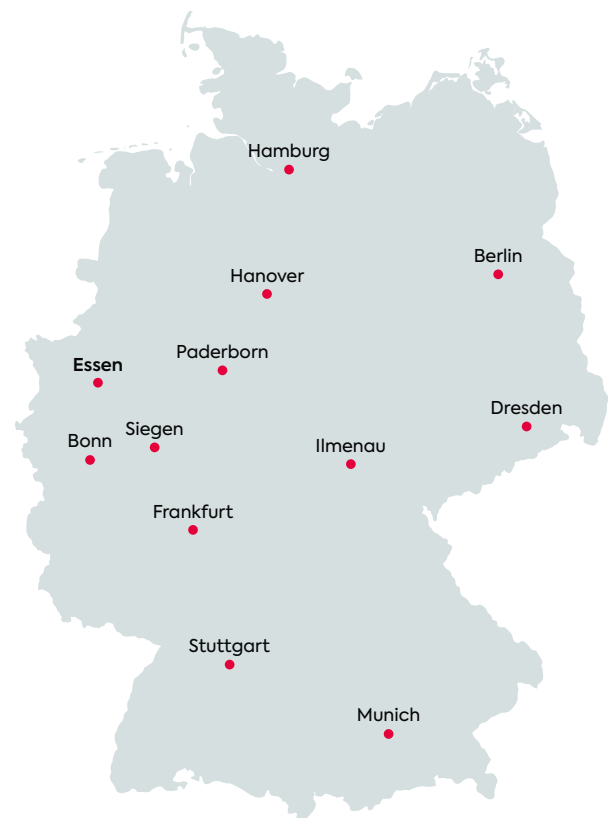 Hamburg
Berlin
Hanover
Paderborn
Essen
Dresden
Siegen
Bonn
Ilmenau
Frankfurt
Stuttgart
Munich